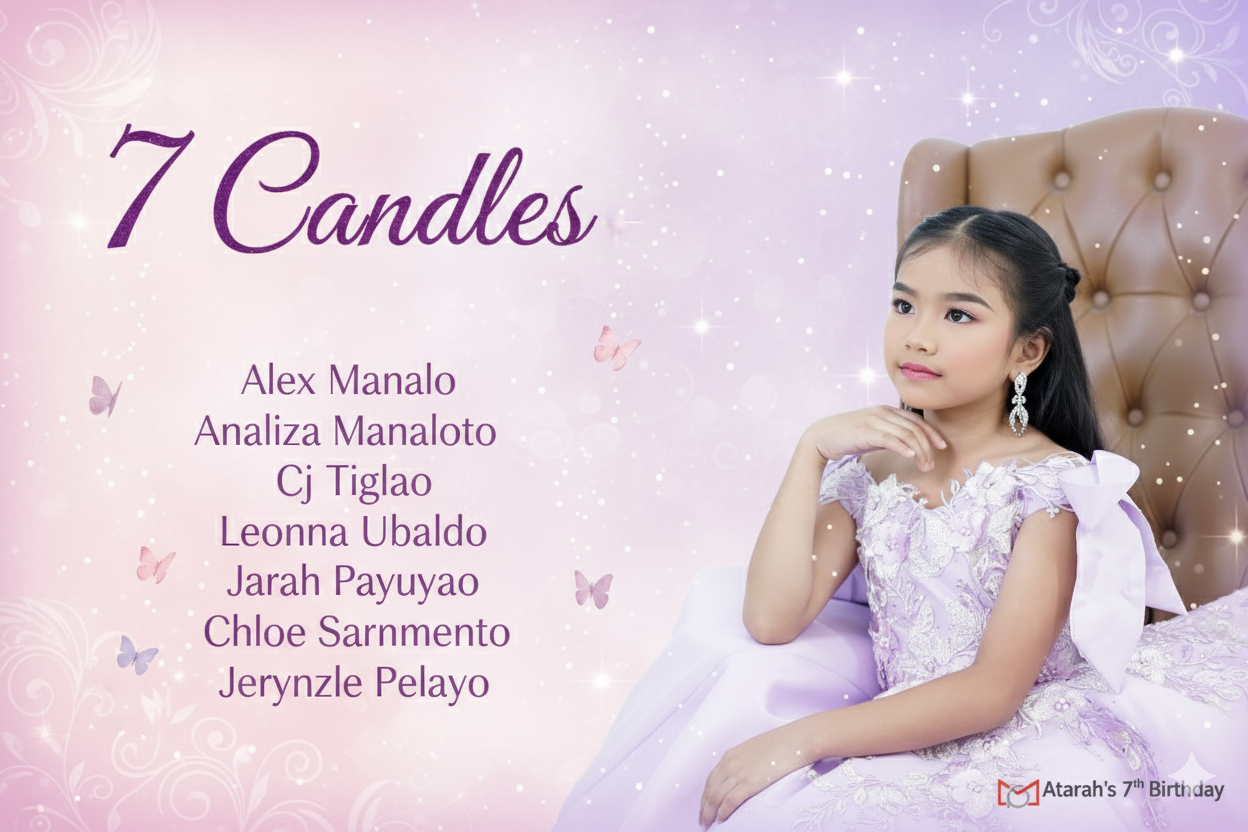 7 Candles
Alex Manalo
Analiza Manaloto
Cj Tiglao
Leonna Ubaldo
Jarah Payuyao
Chloe Sarnmento
Jerynzle Pelayo
Atarah's 7th Birthday